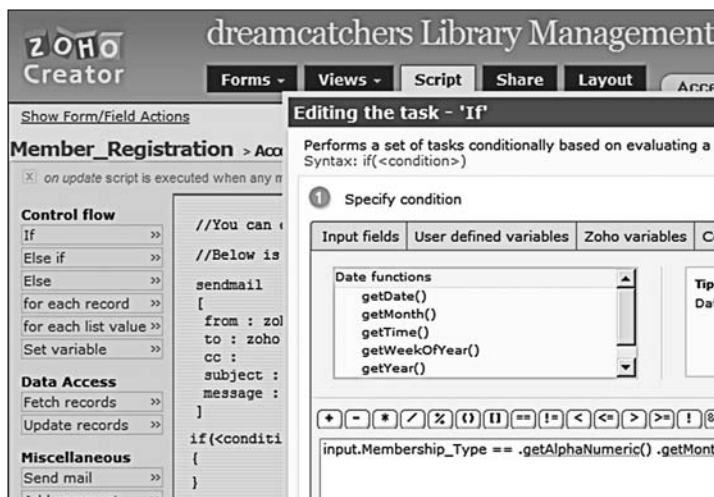 ZOHO
Creator
dreamcatchers Library Management
Forms
Views
Script
Share
Layout
Show Form/Field Actions
Editing the task - 'If'
Member_Registration >
Performs a set of tasks conditionally based on evaluating a
Syntax: if(<condition>)
x on update script is executed when any
1 Specify condition
Control flow
If »
Else if »
Else »
for each record »
for each list value »
Set variable »
Data Access
Fetch records »
Update records »
Miscellaneous
Send mail »
//You can
//Below is
sendmail
[
from : zoh
to : zoho
cc :
subject :
message :
]
if(<conditi
{
}
Input fields
User defined variables
Zoho variables
Date functions
getDate()
getMonth()
getTime()
getWeekOfYear()
getYear()
Tip
Da
+ - * / % () [] == != < <= > >= !
input.Membership_Type == .getAlphaNumeric() .getMont